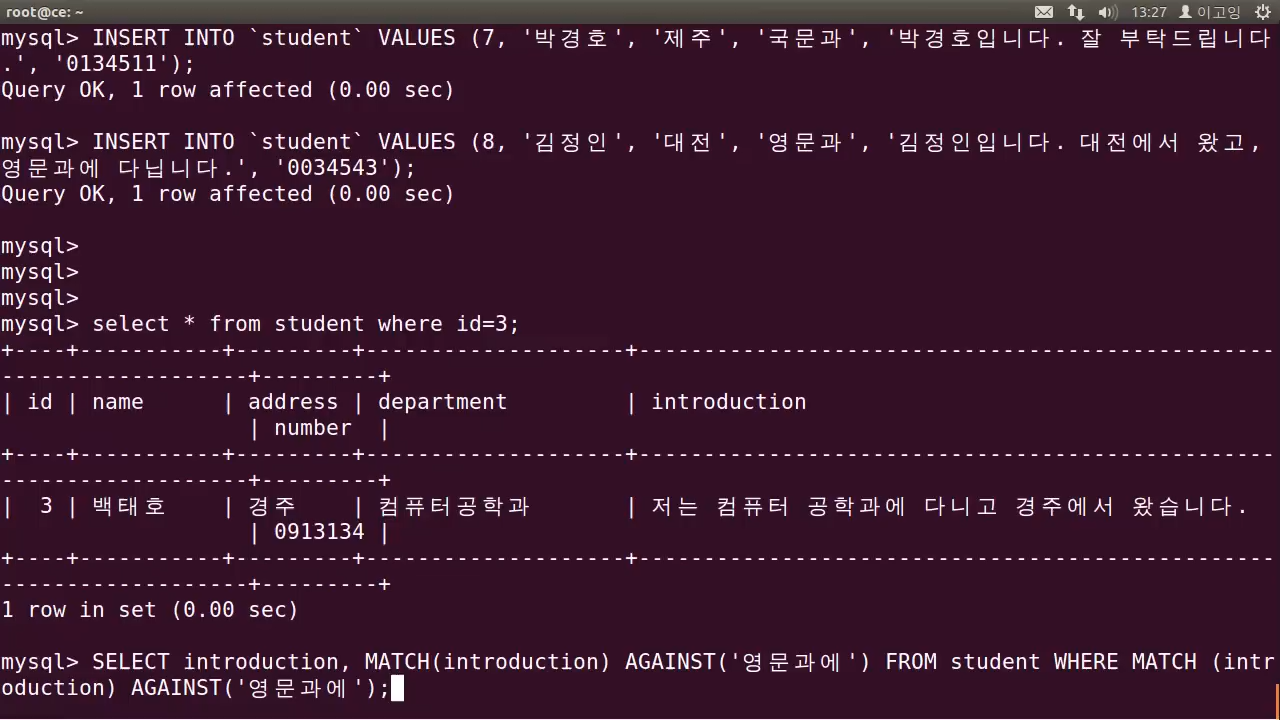 root@ce: ~ 13:27 이고잉
mysql> INSERT INTO `student` VALUES (7, '박경호', '제주', '국문과', '박경호입니다. 잘 부탁드립니다
.', '0134511');
Query OK, 1 row affected (0.00 sec)
mysql> INSERT INTO `student` VALUES (8, '김정인', '대전', '영문과', '김정인입니다. 대전에서 왔고,
영문과에 다닙니다.', '0034543');
Query OK, 1 row affected (0.00 sec)
mysql>
mysql>
mysql>
mysql> select * from student where id=3;
+----+-----------+---------+--------------------+-------------------------------------------------
-------------------+---------+
| id | name      | address | department         | introduction
                   | number  |
+----+-----------+---------+--------------------+-------------------------------------------------
-------------------+---------+
|  3 | 백태호    | 경주    | 컴퓨터공학과       | 저는 컴퓨터 공학과에 다니고 경주에서 왔습니다.
                   | 0913134 |
+----+-----------+---------+--------------------+-------------------------------------------------
-------------------+---------+
1 row in set (0.00 sec)
mysql> SELECT introduction, MATCH(introduction) AGAINST('영문과에') FROM student WHERE MATCH (intr
oduction) AGAINST('영문과에');